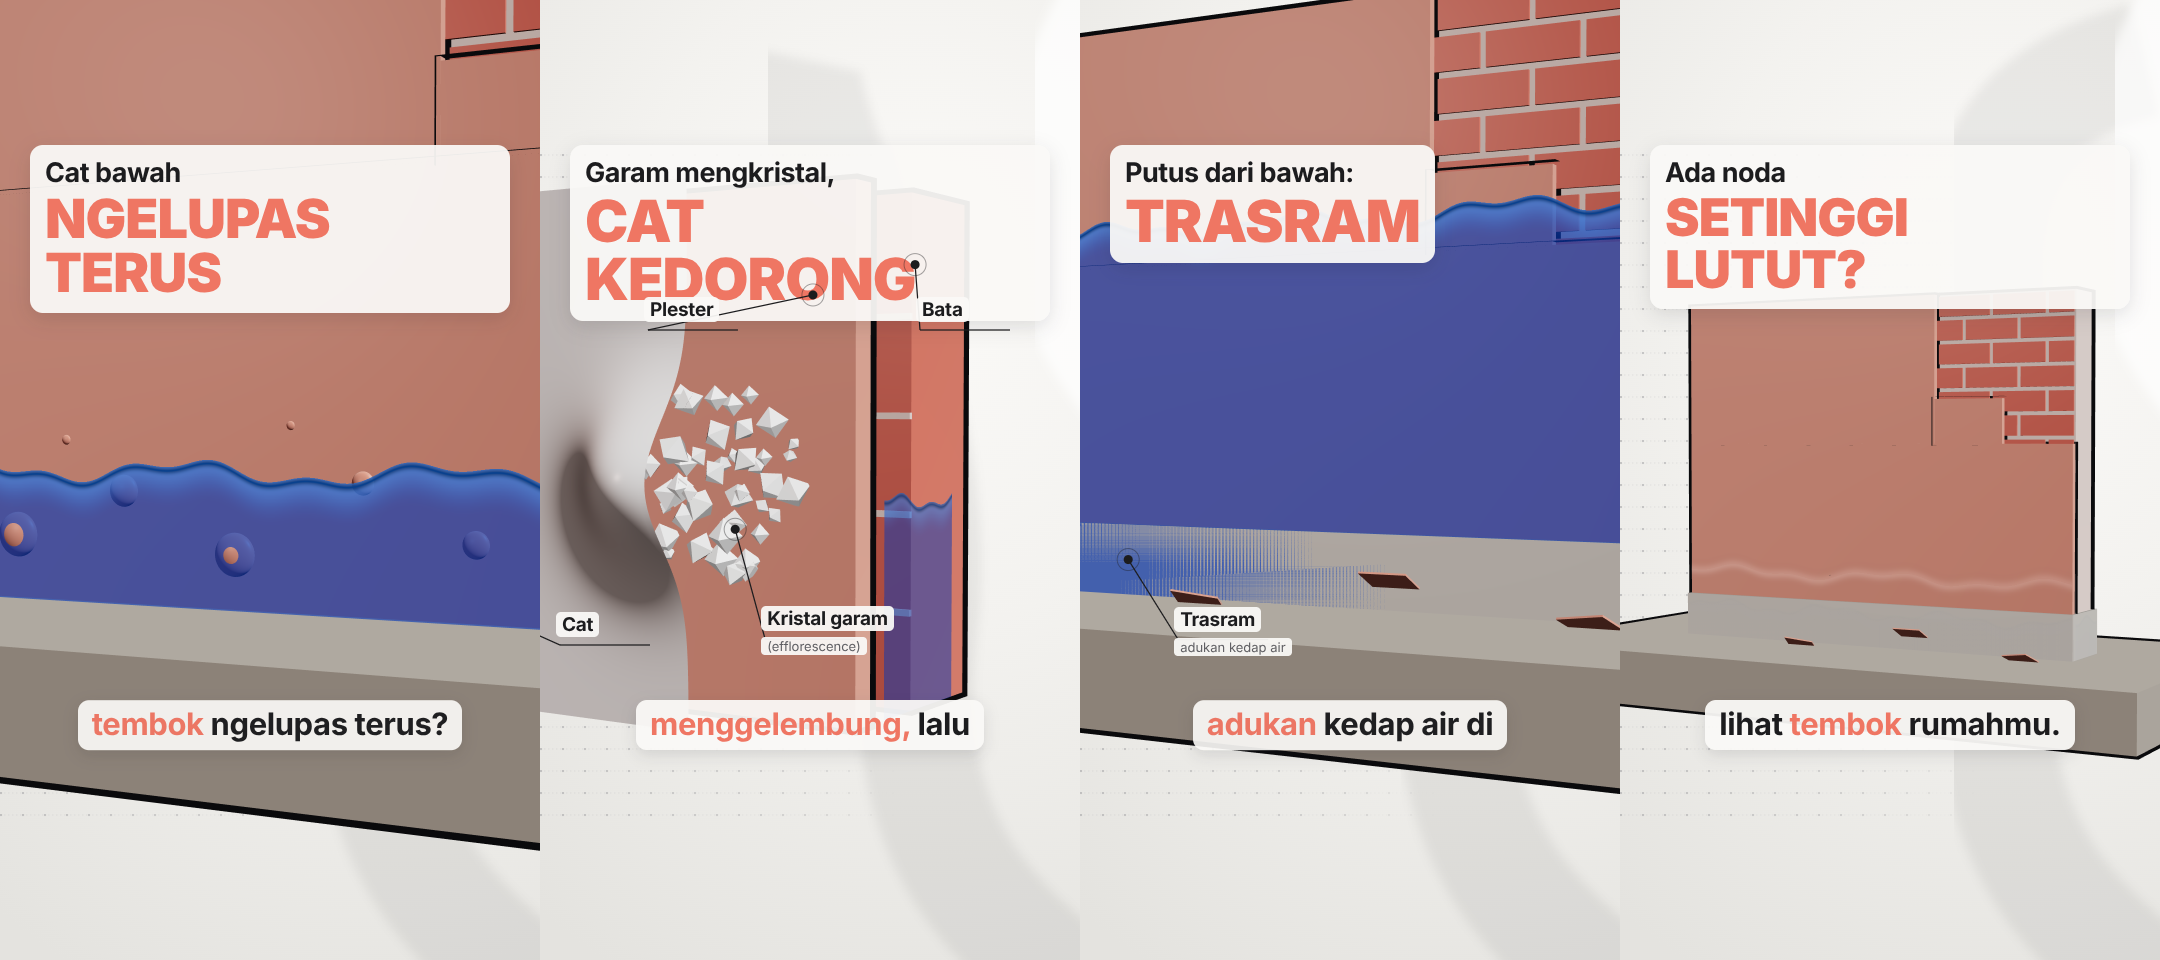 Cat bawah
NGELUPAS
TERUS
tembok ngelupas terus?
Garam mengkristal,
CAT
KEDORONG
Plester
Bata
Cat
Kristal garam
(efflorescence)
menggelembung, lalu
Putus dari bawah:
TRASRAM
Trasram
adukan kedap air
adukan kedap air di
Ada noda
SETINGGI
LUTUT?
lihat tembok rumahmu.